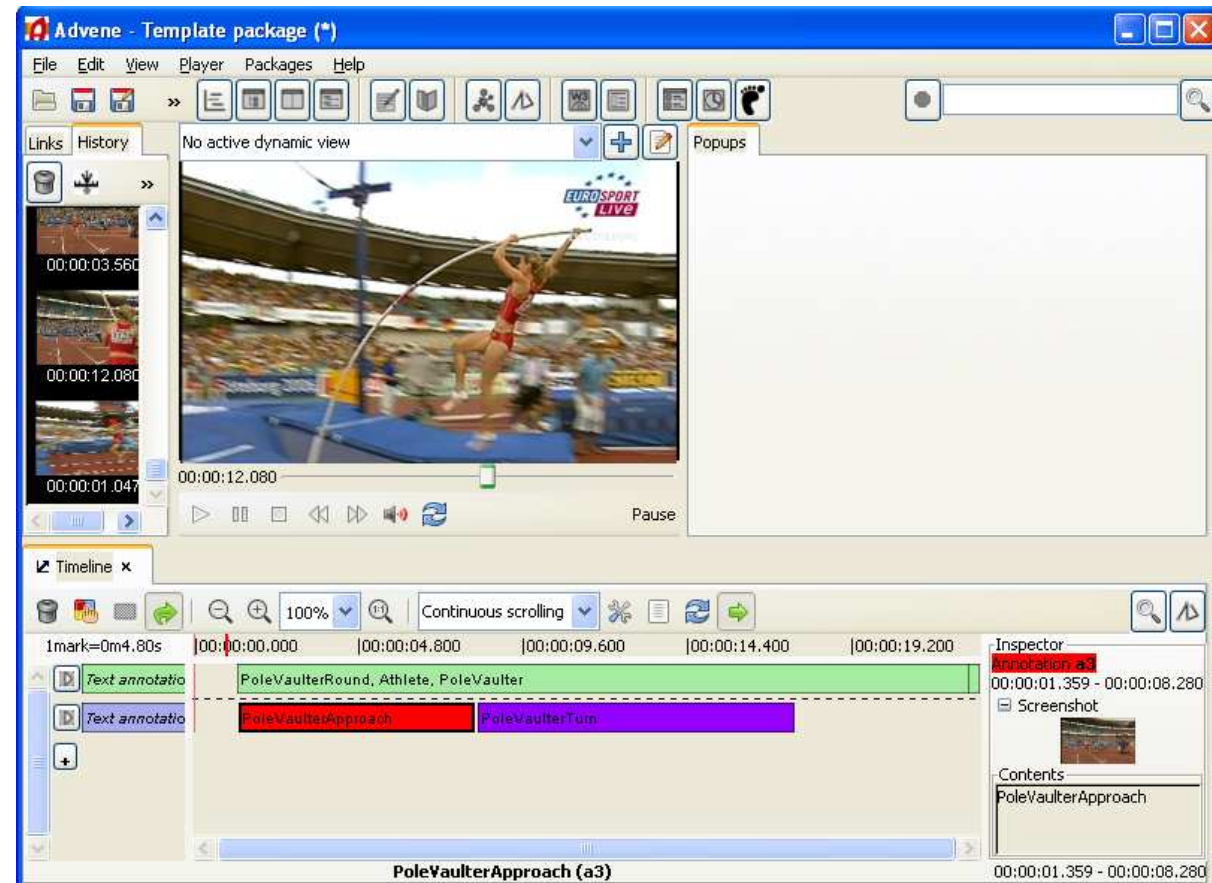 Advene - Template package (*)
File Edit View Player Packages Help
»
Links History
No active dynamic view
Popups
»
00:00:03.560
00:00:12.080
00:00:01.047
EUROSPORT
LIVE
00:00:12.080
Pause
Timeline x
100%
Continuous scrolling
1mark=0m4.80s
00:00:00.000 00:00:04.800 00:00:09.600 00:00:14.400 00:00:19.200
Text annotatio
PoleVaulterRound, Athlete, PoleVaulter
Text annotatio
PoleVaulterApproach
PoleVaulterTurn
Inspector
Annotation a3
00:00:01.359 - 00:00:08.280
Screenshot
Contents
PoleVaulterApproach
PoleVaulterApproach (a3)
00:00:01.359 - 00:00:08.280